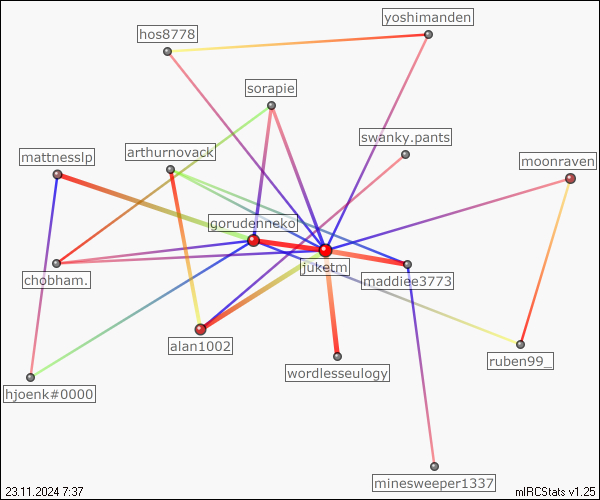 yoshimanden
hos8778
sorapie
swanky.pants
arthurnovack
mattnesslp
moonraven
gorudenneko
juketm
chobham.
maddiee3773
alan1002
ruben99_
wordlesseulogy
hjoenk#0000
minesweeper1337
23.11.2024 7:37
mIRCStats v1.25